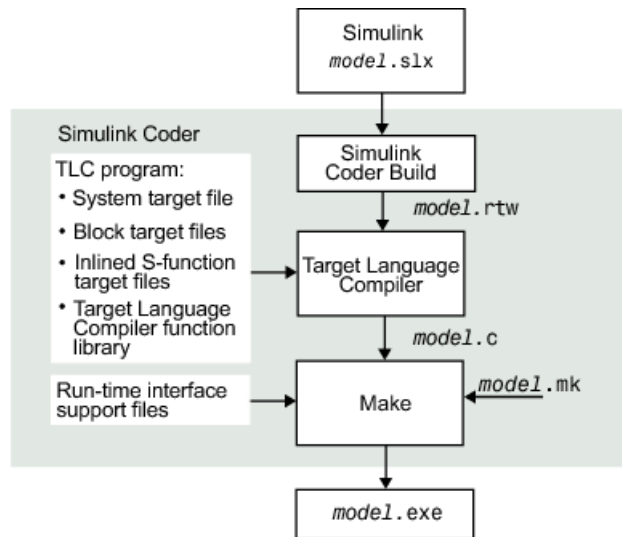 Simulink
model.slx
Simulink Coder
Simulink
Coder Build
TLC program:
• System target file
• Block target files
• Inlined S-function
target files
• Target Language
Compiler function
library
model.rtw
Target Language
Compiler
model.c
Run-time interface
support files
Make
model.mk
model.exe